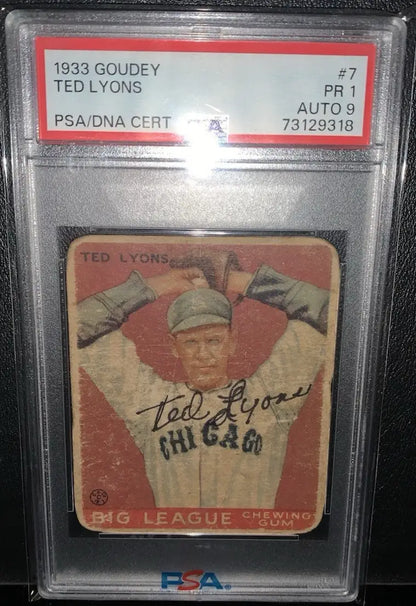 1933 GOUDEY #7
TED LYONS PR 1
AUTO 9
PSA/DNA CERT 73129318
TED LYONS
Ted Lyons
CHICAGO
BIG LEAGUE CHEWING GUM
PSA